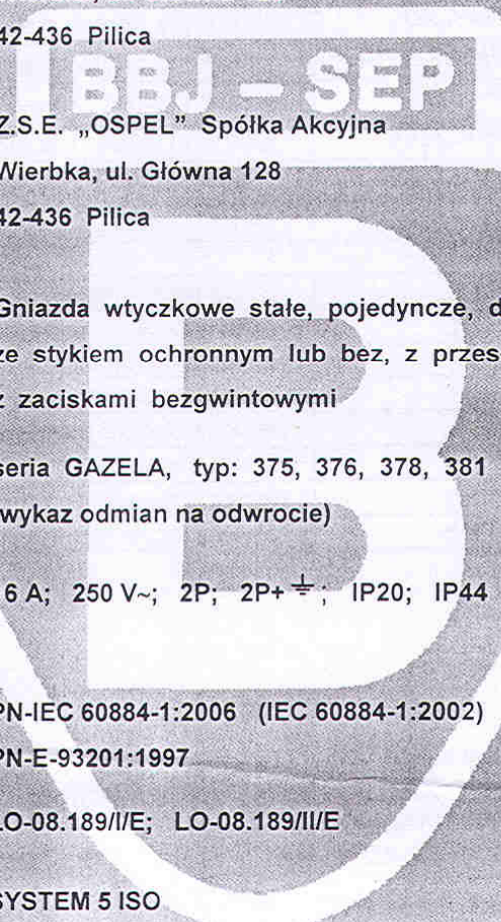 42-436 Pilica
BBJ – SEP
Z.S.E. „OSPEL” Spółka Akcyjna
Wierbka, ul. Główna 128
42-436 Pilica
Gniazda wtyczkowe stałe, pojedyncze, d
ze stykiem ochronnym lub bez, z przes
z zaciskami bezgwintowymi
seria GAZELA, typ: 375, 376, 378, 381
(wykaz odmian na odwrocie)
16 A; 250 V~; 2P; 2P+⏚; IP20; IP44
PN-IEC 60884-1:2006 (IEC 60884-1:2002)
PN-E-93201:1997
LO-08.189/I/E; LO-08.189/II/E
SYSTEM 5 ISO